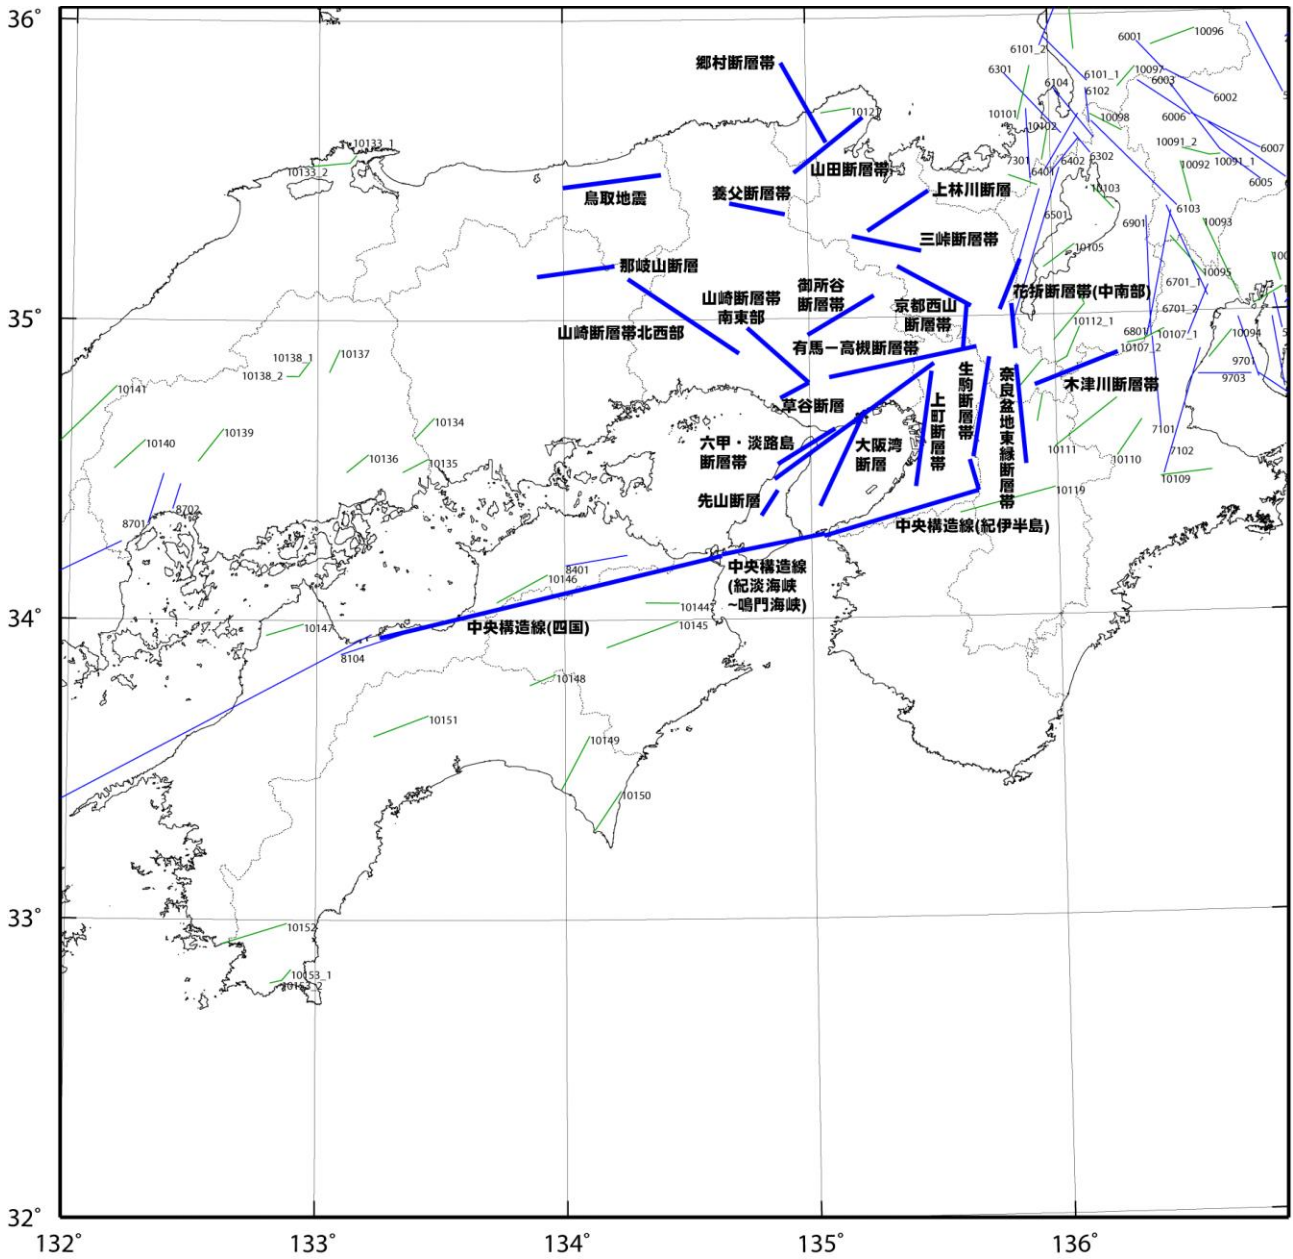 36°
6001
10096
6101_2
郷村断層帯
6301
6101_1
10097
6003
6104
6102
6002
10127
10101
10098
6006
10102
10133_1
10091_2
6007
山田断層帯
7301
6402
6302
10092
10091_1
10133_2
6401
6005
養父断層帯
上林川断層
10103
鳥取地震
6103
6501
6901
10093
三峠断層帯
10105
那岐山断層
10095
御所谷
断層帯
6701_1
花折断層帯(中南部)
山崎断層帯
南東部
京都西山
断層帯
6701_2
35°
10112_1
山崎断層帯北西部
6801
10107_1
10094
有馬ー高槻断層帯
10107_2
10138_1
10137
9701
10138_2
生駒断層帯
奈良盆地東縁断層帯
9703
木津川断層帯
10141
上町断層帯
草谷断層
10134
7101
10139
六甲・淡路島
断層帯
大阪湾
断層
10140
10111
7102
10136
10135
10110
10109
10119
先山断層
8702
8701
中央構造線(紀伊半島)
中央構造線
(紀淡海峡
~鳴門海峡)
8401
10146
10144
34°
10147
中央構造線(四国)
10145
8104
10148
10151
10149
10150
33°
10152
10153_1
10153_2
32°
132°
133°
134°
135°
136°